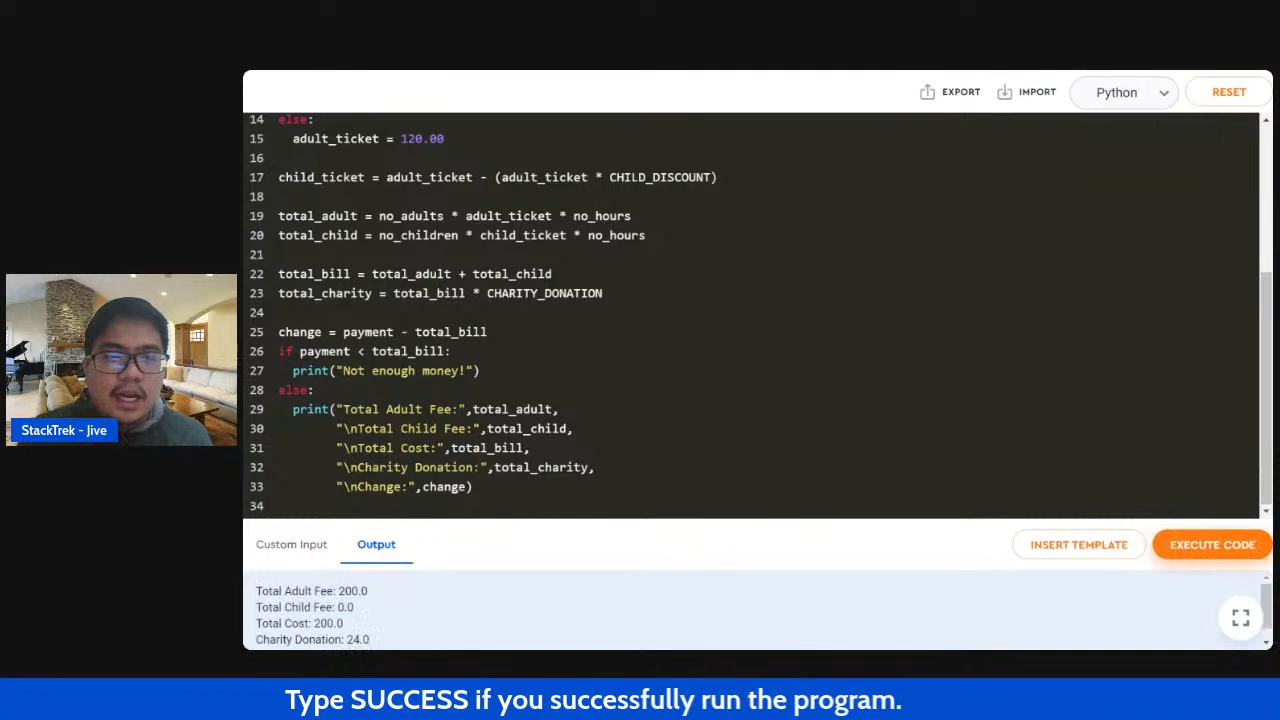 EXPORT IMPORT Python RESET
14 else:
15 adult_ticket = 120.00
16
17 child_ticket = adult_ticket - (adult_ticket * CHILD_DISCOUNT)
18
19 total_adult = no_adults * adult_ticket * no_hours
20 total_child = no_children * child_ticket * no_hours
21
22 total_bill = total_adult + total_child
23 total_charity = total_bill * CHARITY_DONATION
24
25 change = payment - total_bill
26 if payment < total_bill:
27 print("Not enough money!")
28 else:
29 print("Total Adult Fee:",total_adult,
30 "\nTotal Child Fee:",total_child,
31 "\nTotal Cost:",total_bill,
32 "\nCharity Donation:",total_charity,
33 "\nChange:",change)
34
StackTrek - Jive
Custom Input Output INSERT TEMPLATE EXECUTE CODE
Total Adult Fee: 200.0
Total Child Fee: 0.0
Total Cost: 200.0
Charity Donation: 24.0
Type SUCCESS if you successfully run the program.